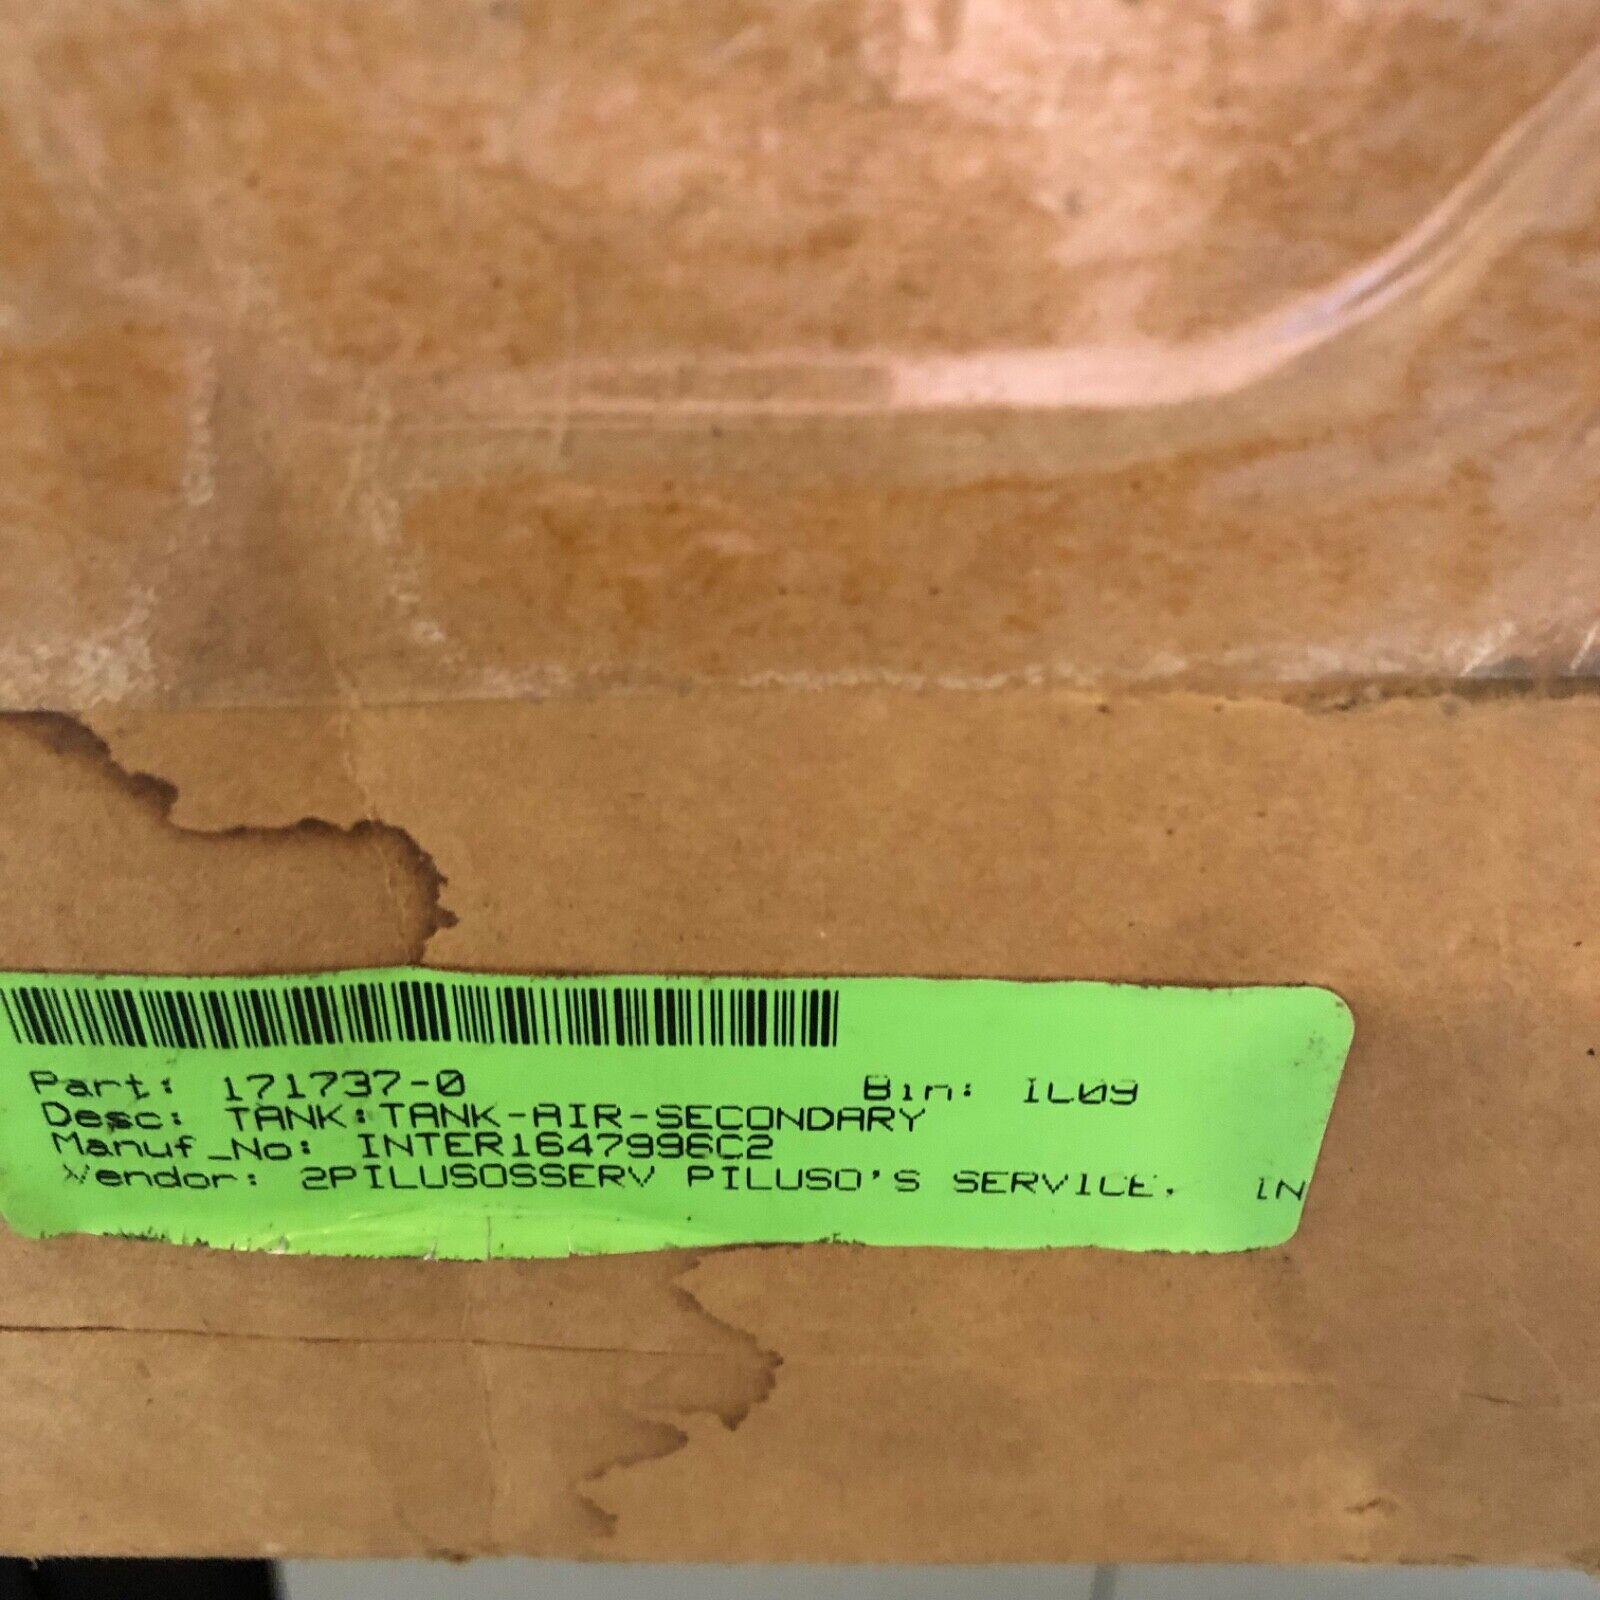 Part: 171737-0 Bin: IL09
Desc: TANK:TANK-AIR-SECONDARY
Manuf_No: INTER1647996C2
Vendor: 2PILUSOSSERV PILUSO'S SERVICE, IN